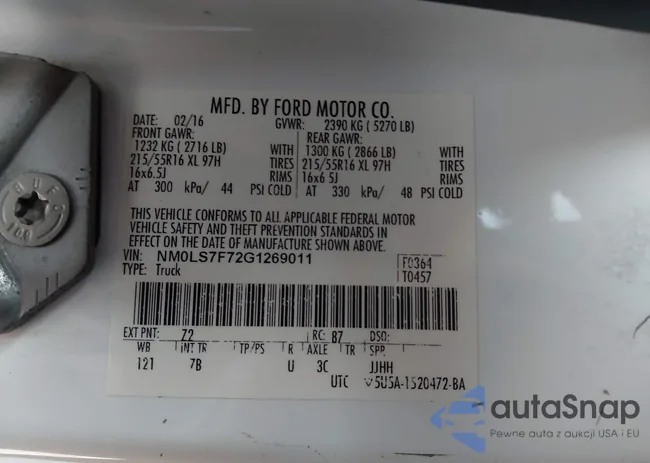 MFD. BY FORD MOTOR CO.
DATE: 02/16 GVWR: 2390 KG ( 5270 LB)
FRONT GAWR: REAR GAWR:
1232 KG ( 2716 LB) WITH 1300 KG ( 2866 LB) WITH
215/55R16 XL 97H TIRES 215/55R16 XL 97H TIRES
16x6.5J RIMS 16x6.5J RIMS
AT 300 kPa/ 44 PSI COLD AT 330 kPa/ 48 PSI COLD
THIS VEHICLE CONFORMS TO ALL APPLICABLE FEDERAL MOTOR
VEHICLE SAFETY AND THEFT PREVENTION STANDARDS IN
EFFECT ON THE DATE OF MANUFACTURE SHOWN ABOVE.
VIN: NM0LS7F72G1269011 F0364
TYPE: Truck T0457
EXT PNT: 72 RC: 87 DSO:
WB INT TR TP/PS R AXLE TR SPR
121 7B U 3C JJHH
UTC 5U5A-1520472-BA
autaSnap
Pewne auta z aukcji USA i EU